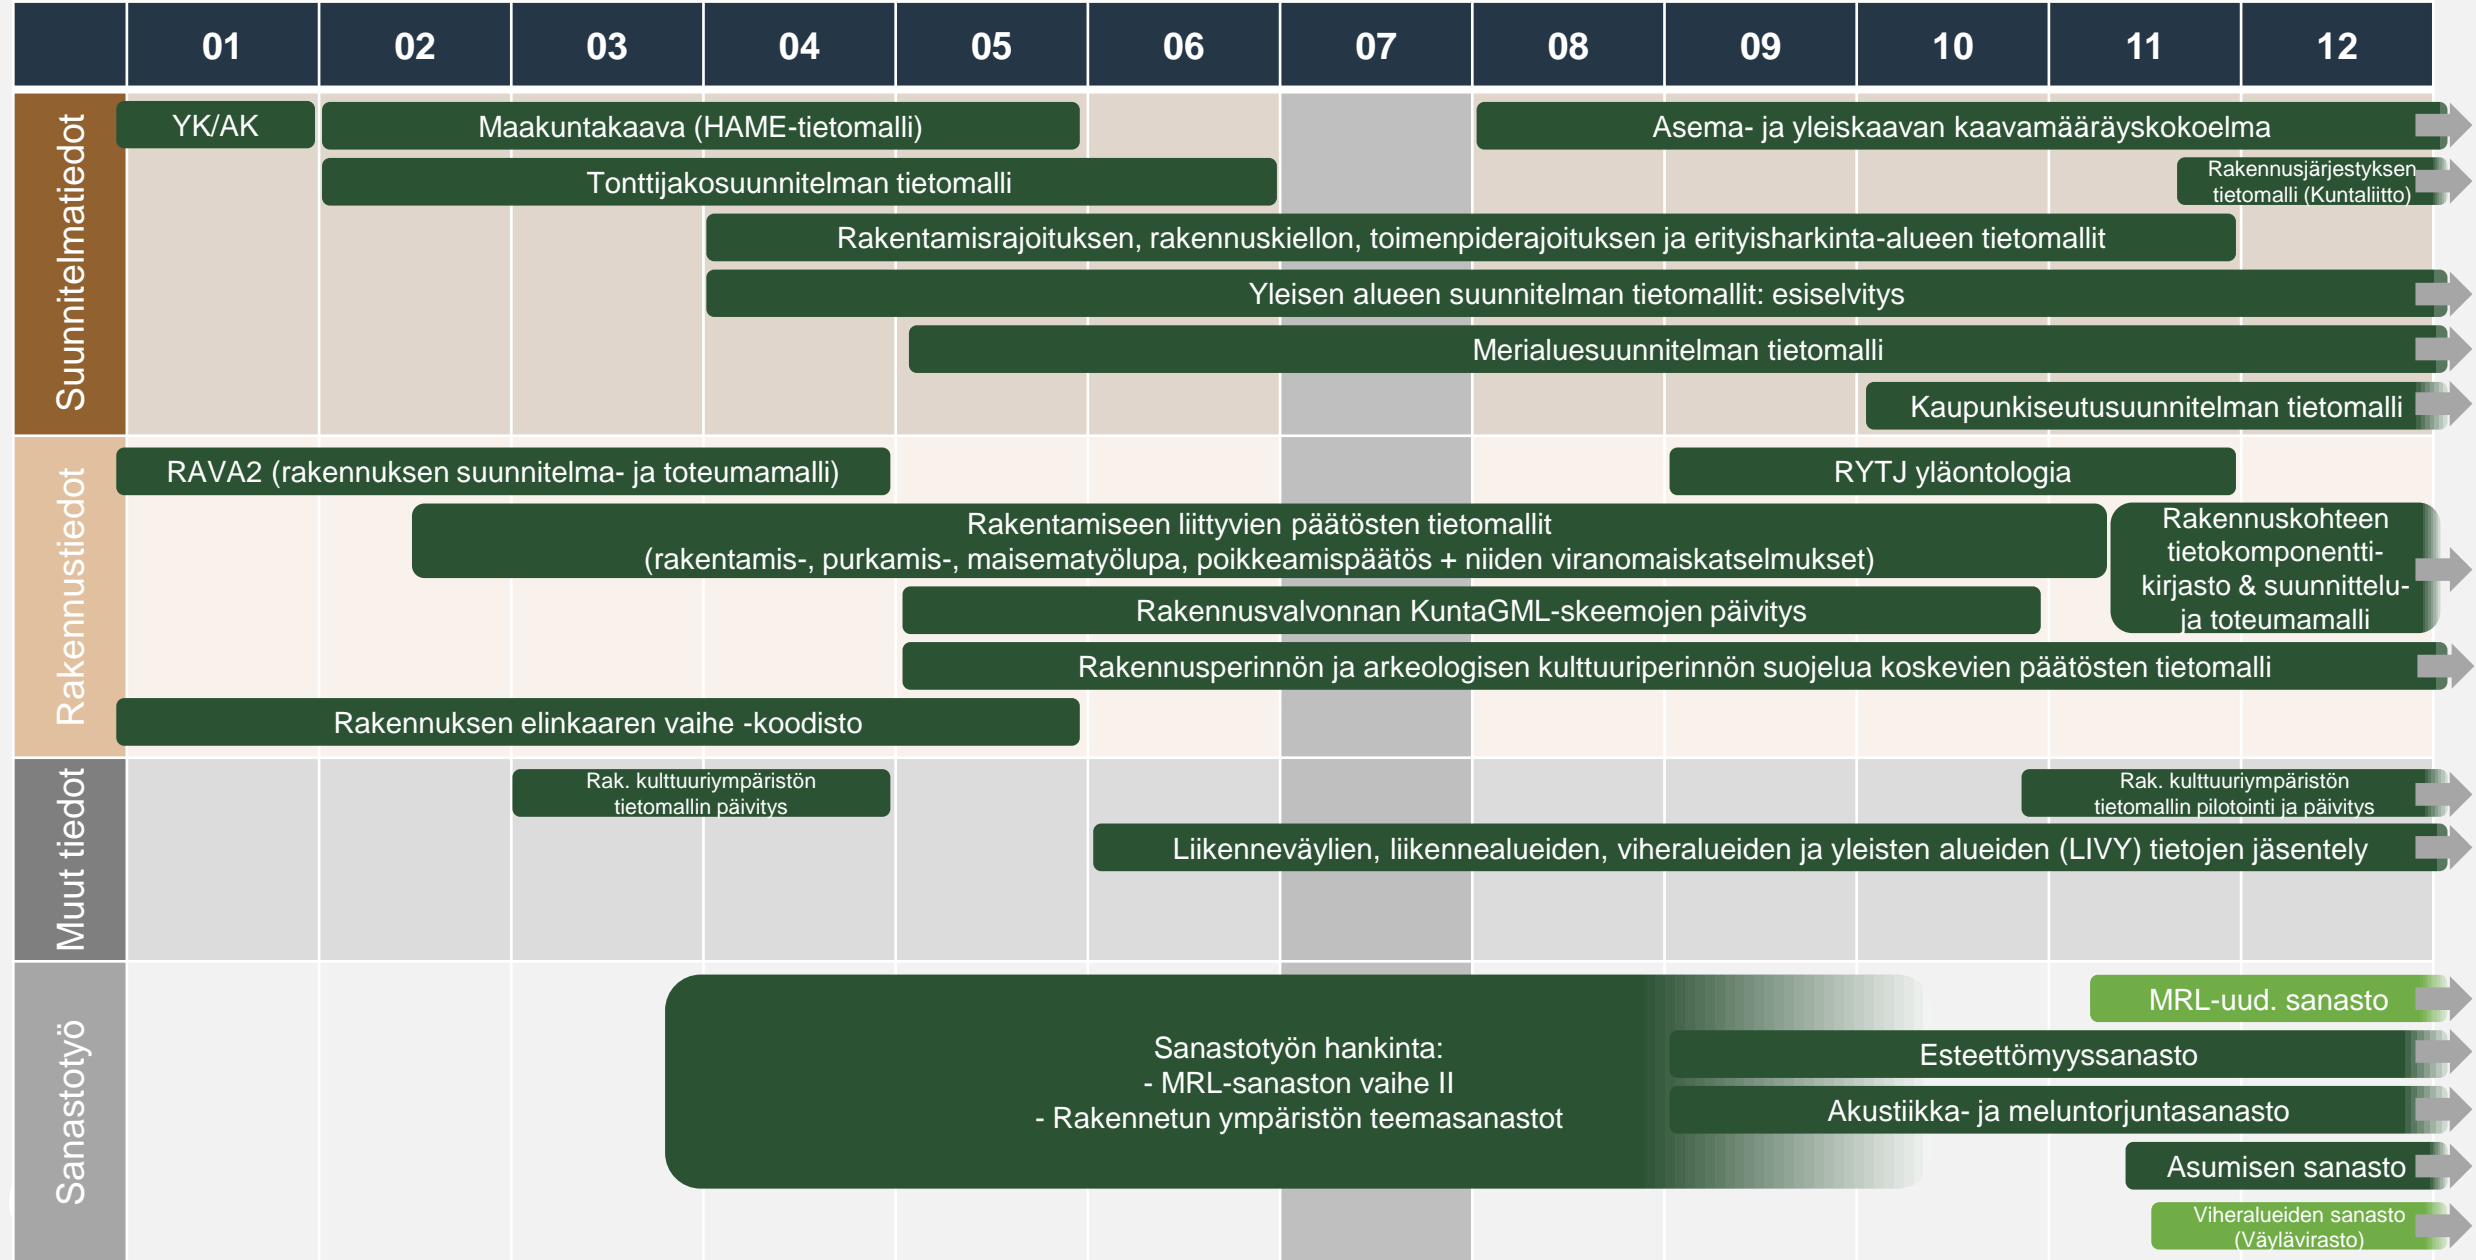 01 02 03 04 05 06 07 08 09 10 11 12
Suunnitelmatiedot
YK/AK
Maakuntakaava (HAME-tietomalli)
Asema- ja yleiskaavan kaavamääräyskokoelma
Tonttijakosuunnitelman tietomalli
Rakennusjärjestyksen
tietomalli (Kuntaliitto)
Rakentamisrajoituksen, rakennuskiellon, toimenpiderajoituksen ja erityisharkinta-alueen tietomallit
Yleisen alueen suunnitelman tietomallit: esiselvitys
Merialuesuunnitelman tietomalli
Kaupunkiseutusuunnitelman tietomalli
Rakennustiedot
RAVA2 (rakennuksen suunnitelma- ja toteumamalli)
RYTJ yläontologia
Rakentamiseen liittyvien päätösten tietomallit
(rakentamis-, purkamis-, maisematyölupa, poikkeamispäätös + niiden viranomaiskatselmukset)
Rakennuskohteen
tietokomponentti-
kirjasto & suunnittelu-
ja toteumamalli
Rakennusvalvonnan KuntaGML-skeemojen päivitys
Rakennusperinnön ja arkeologisen kulttuuriperinnön suojelua koskevien päätösten tietomalli
Rakennuksen elinkaaren vaihe -koodisto
Muut tiedot
Rak. kulttuuriympäristön
tietomallin päivitys
Rak. kulttuuriympäristön
tietomallin pilotointi ja päivitys
Liikenneväylien, liikennealueiden, viheralueiden ja yleisten alueiden (LIVY) tietojen jäsentely
Sanastotyö
Sanastotyön hankinta:
- MRL-sanaston vaihe II
- Rakennetun ympäristön teemasanastot
MRL-uud. sanasto
Esteettömyyssanasto
Akustiikka- ja meluntorjuntasanasto
Asumisen sanasto
Viheralueiden sanasto
(Väylävirasto)